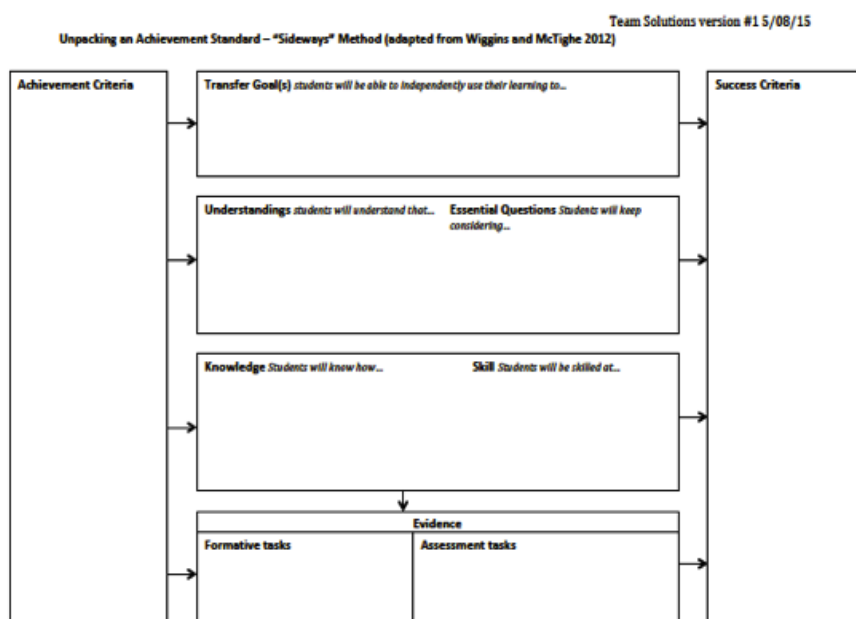 Team Solutions version #1 5/08/15
Unpacking an Achievement Standard – “Sideways” Method (adapted from Wiggins and McTighe 2012)
Achievement Criteria
Transfer Goal(s) students will be able to independently use their learning to...
Success Criteria
Understandings students will understand that...
Essential Questions Students will keep
considering...
Knowledge Students will know how...
Skill Students will be skilled at...
Evidence
Formative tasks
Assessment tasks